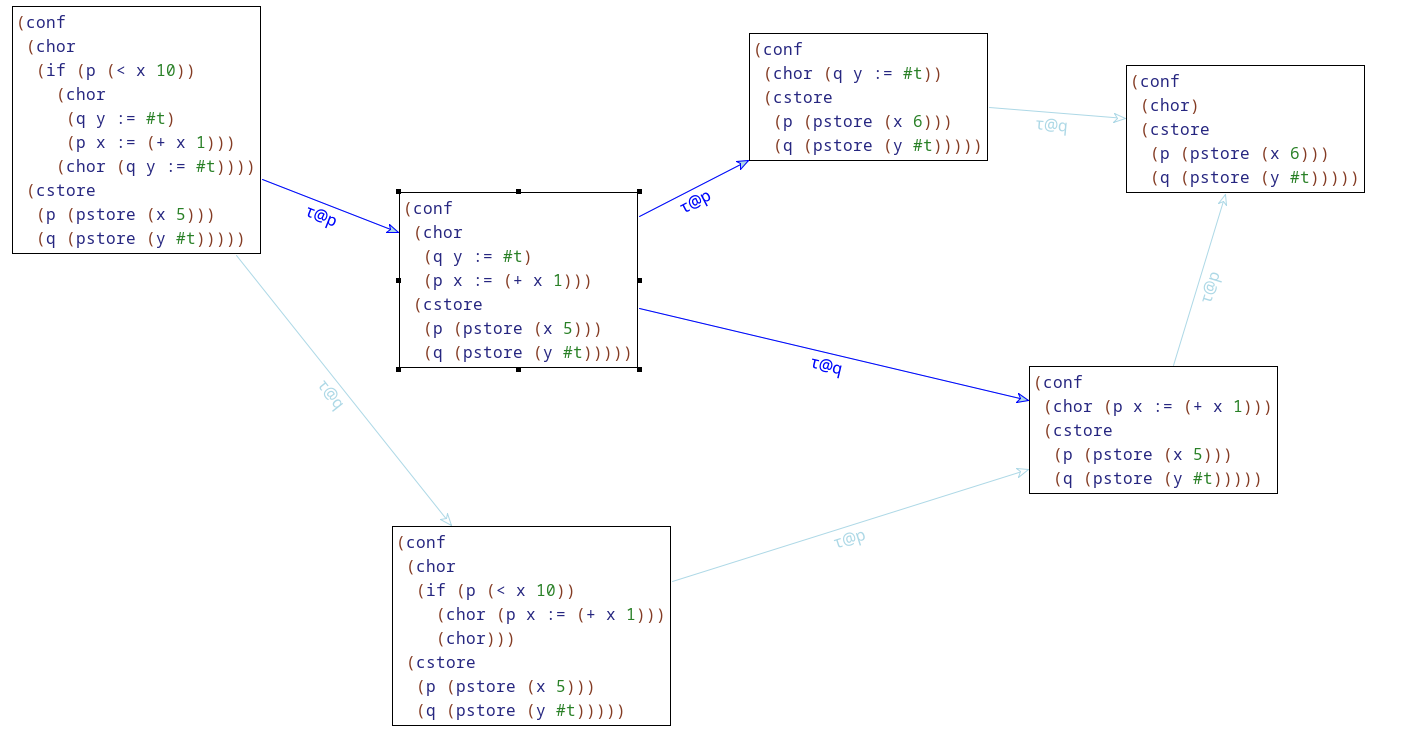 (conf
(chor
(if (p (< x 10))
(chor
(q y := #t)
(p x := (+ x 1)))
(chor (q y := #t))))
(cstore
(p (pstore (x 5)))
(q (pstore (y #t)))))
τ@p
τ@q
(conf
(chor
(q y := #t)
(p x := (+ x 1)))
(cstore
(p (pstore (x 5)))
(q (pstore (y #t)))))
τ@p
τ@q
(conf
(chor (q y := #t))
(cstore
(p (pstore (x 6)))
(q (pstore (y #t)))))
τ@q
(conf
(chor)
(cstore
(p (pstore (x 6)))
(q (pstore (y #t)))))
τ@p
(conf
(chor (p x := (+ x 1)))
(cstore
(p (pstore (x 5)))
(q (pstore (y #t)))))
τ@p
(conf
(chor
(if (p (< x 10))
(chor (p x := (+ x 1)))
(chor)))
(cstore
(p (pstore (x 5)))
(q (pstore (y #t)))))